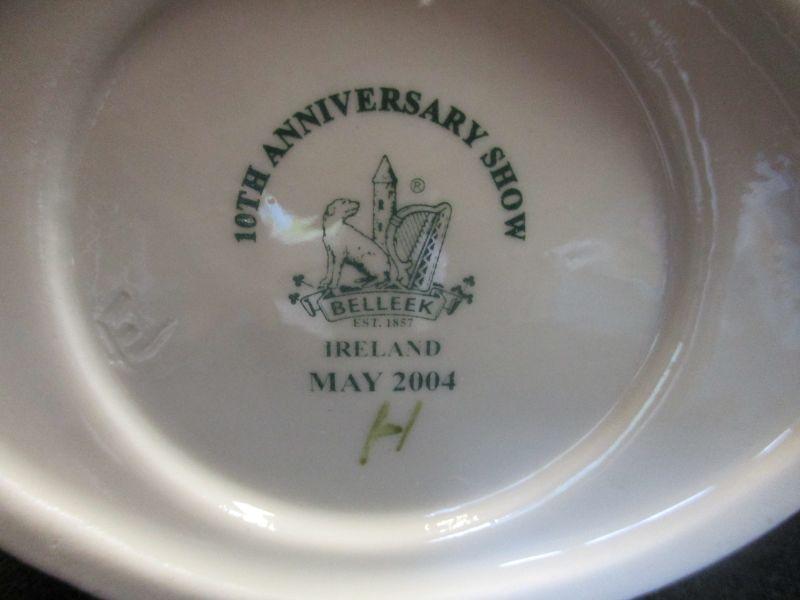 10TH ANNIVERSARY SHOW
®
BELLEEK
EST. 1857
IRELAND
MAY 2004
H